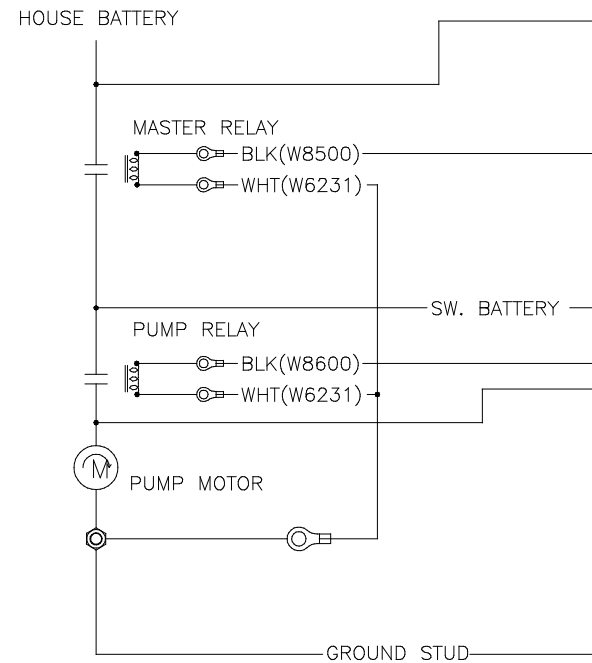 HOUSE BATTERY
MASTER RELAY
BLK(W8500)
WHT(W6231)
SW. BATTERY
PUMP RELAY
BLK(W8600)
WHT(W6231)
M
PUMP MOTOR
GROUND STUD